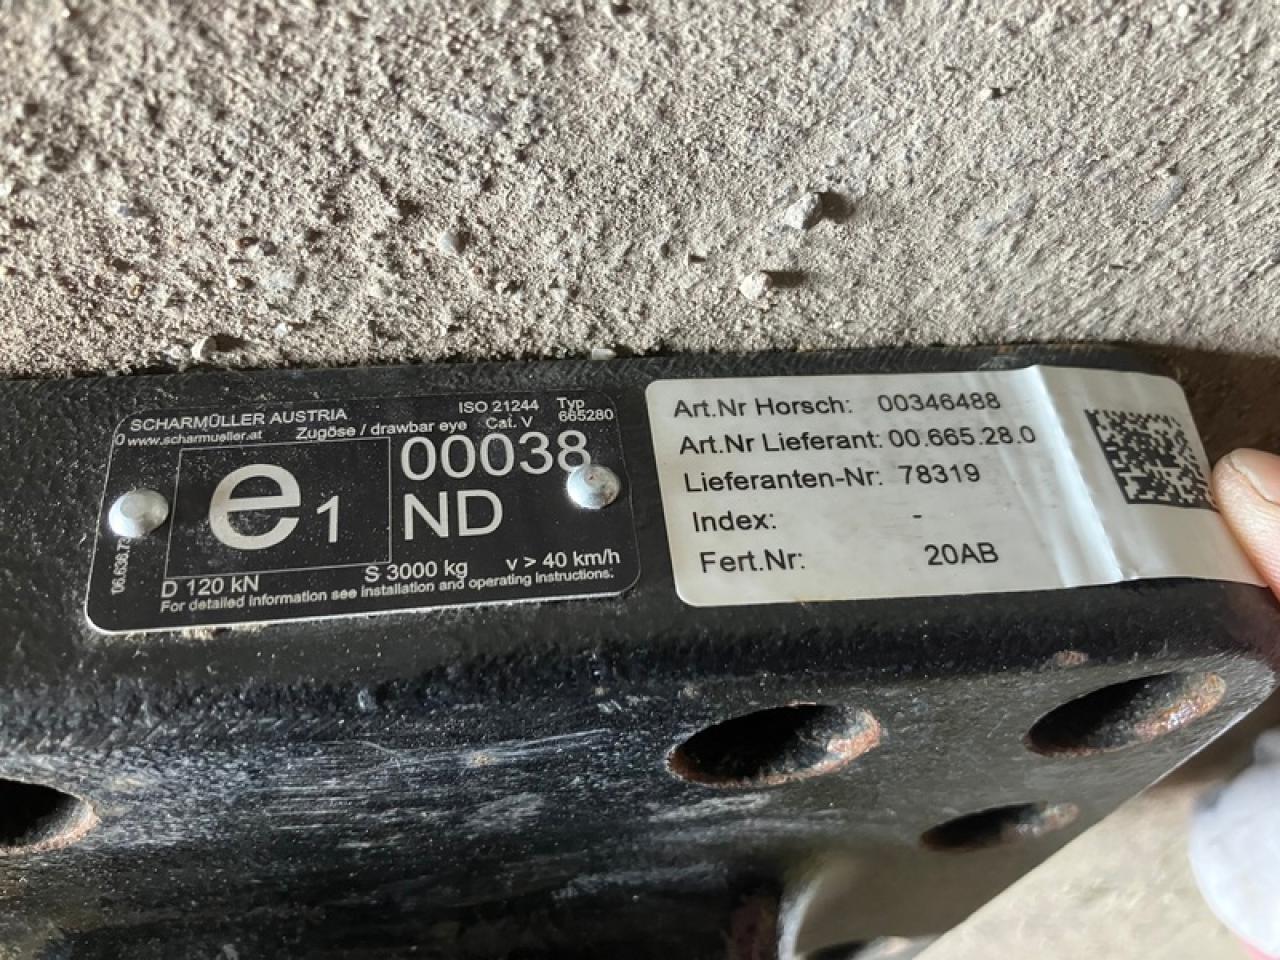 SCHARMÜLLER AUSTRIA
www.scharmueller.at
Zugöse / drawbar eye
ISO 21244
Cat. V
Typ
665280
e1
00038
ND
D 120 kN
S 3000 kg
v > 40 km/h
For detailed information see installation and operating instructions.
Art.Nr Horsch: 00346488
Art.Nr Lieferant: 00.665.28.0
Lieferanten-Nr: 78319
Index: -
Fert.Nr: 20AB